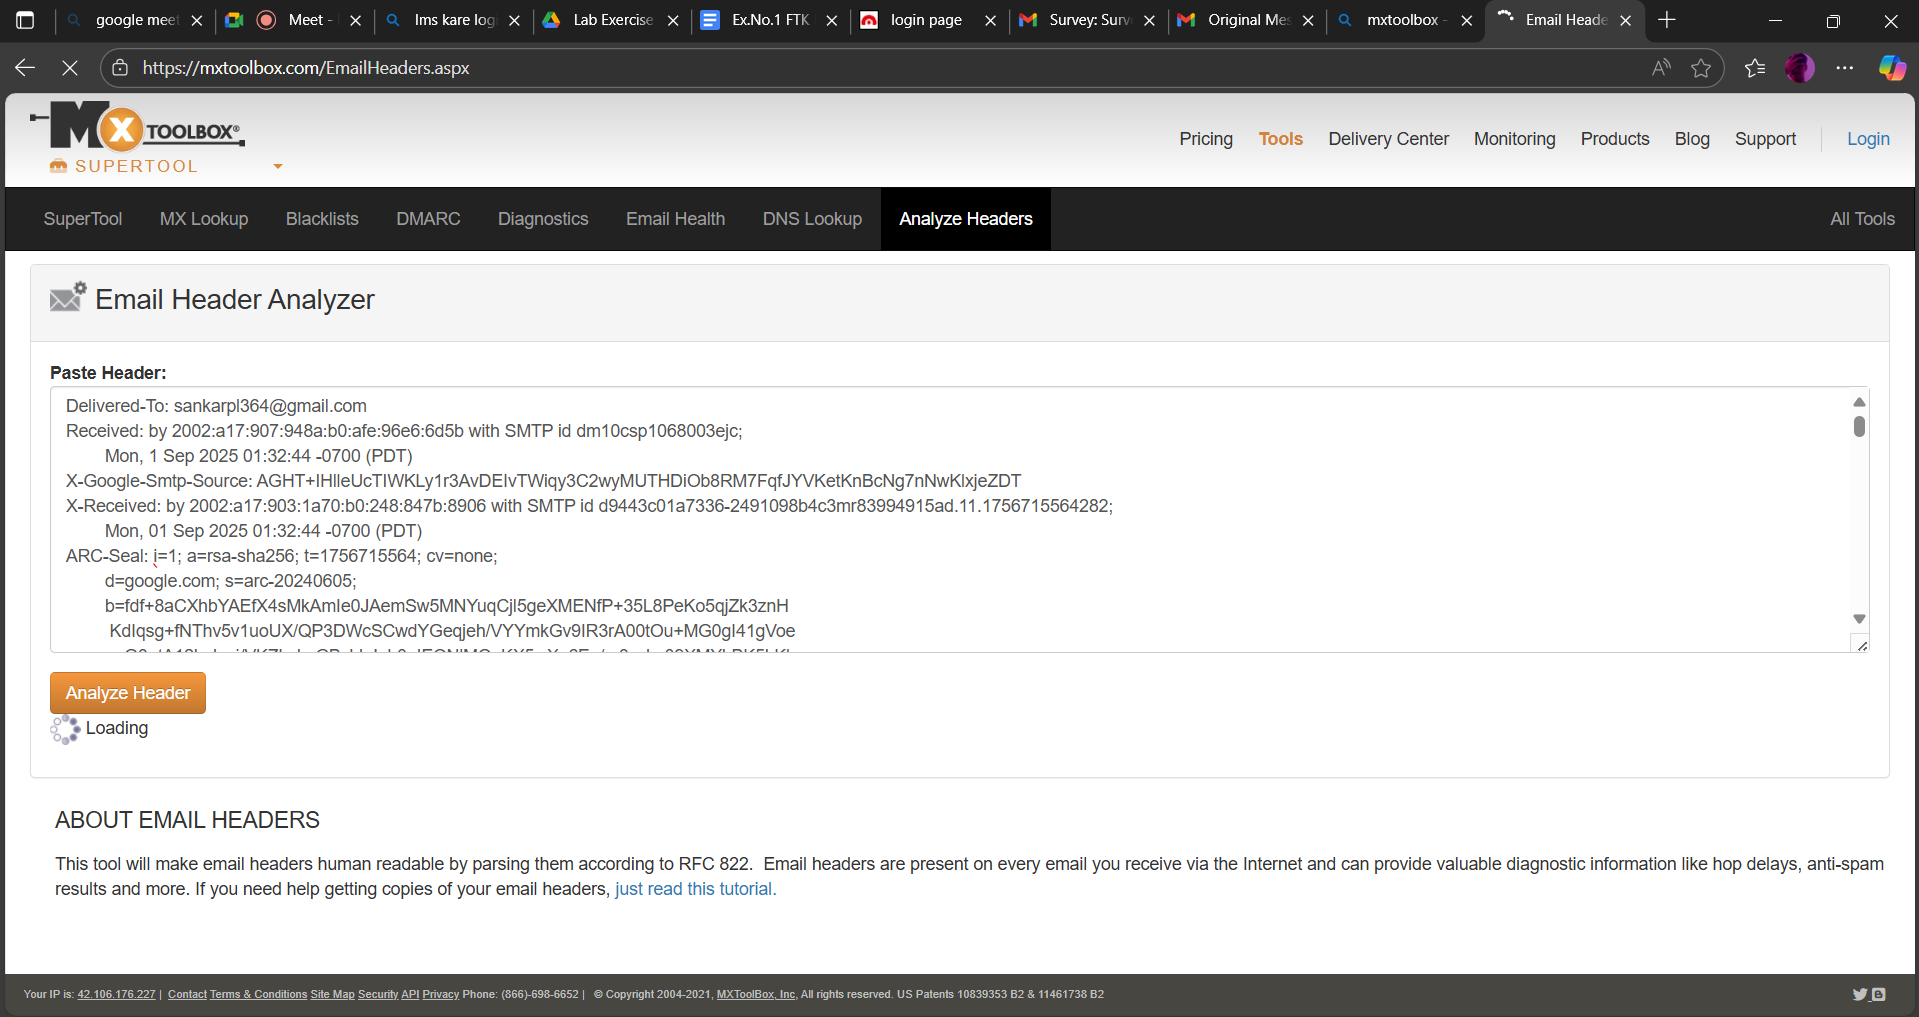 google meet
Meet -
lms kare logi
Lab Exercise
Ex.No.1 FTK
login page
Survey: Surv
Original Mes
mxtoolbox -
Email Heade
https://mxtoolbox.com/EmailHeaders.aspx
MX TOOLBOX®
SUPERTOOL
Pricing
Tools
Delivery Center
Monitoring
Products
Blog
Support
Login
SuperTool
MX Lookup
Blacklists
DMARC
Diagnostics
Email Health
DNS Lookup
Analyze Headers
All Tools
Email Header Analyzer
Paste Header:
Delivered-To: sankarpl364@gmail.com
Received: by 2002:a17:907:948a:b0:afe:96e6:6d5b with SMTP id dm10csp1068003ejc;
Mon, 1 Sep 2025 01:32:44 -0700 (PDT)
X-Google-Smtp-Source: AGHT+IHlleUcTIWKLy1r3AvDEIvTWiqy3C2wyMUTHDiOb8RM7FqfJYVKetKnBcNg7nNwKlxjeZDT
X-Received: by 2002:a17:903:1a70:b0:248:847b:8906 with SMTP id d9443c01a7336-2491098b4c3mr83994915ad.11.1756715564282;
Mon, 01 Sep 2025 01:32:44 -0700 (PDT)
ARC-Seal: i=1; a=rsa-sha256; t=1756715564; cv=none;
d=google.com; s=arc-20240605;
b=fdf+8aCXhbYAEfX4sMkAmIe0JAemSw5MNYuqCjl5geXMENfP+35L8PeKo5qjZk3znH
KdIqsg+fNThv5v1uoUX/QP3DWcSCwdYGeqjeh/VYYmkGv9IR3rA00tOu+MG0gI41gVoe
Analyze Header
Loading
ABOUT EMAIL HEADERS
This tool will make email headers human readable by parsing them according to RFC 822.  Email headers are present on every email you receive via the Internet and can provide valuable diagnostic information like hop delays, anti-spam
results and more. If you need help getting copies of your email headers, just read this tutorial.
Your IP is: 42.106.176.227 | Contact Terms & Conditions Site Map Security API Privacy Phone: (866)-698-6652 | © Copyright 2004-2021, MXToolBox, Inc, All rights reserved. US Patents 10839353 B2 & 11461738 B2